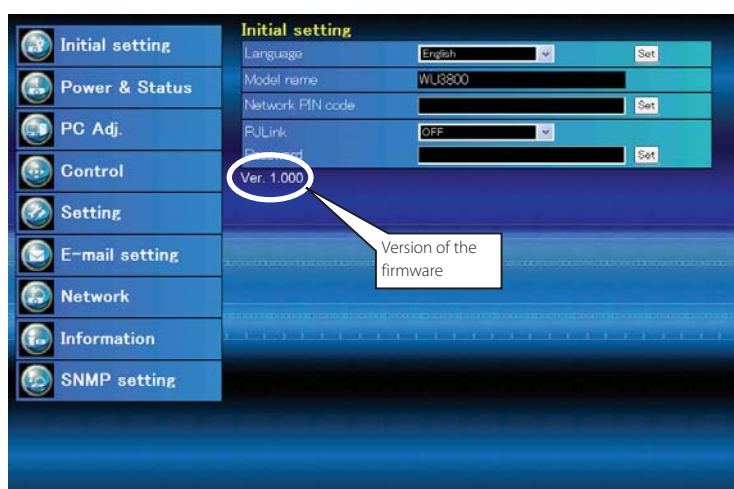 Initial setting
Power & Status
PC Adj.
Control
Setting
E-mail setting
Network
Information
SNMP setting
Initial setting
Language English Set
Model name WLI3800
Network PIN code Set
PJLink OFF
Password Set
Ver. 1.000
Version of the
firmware